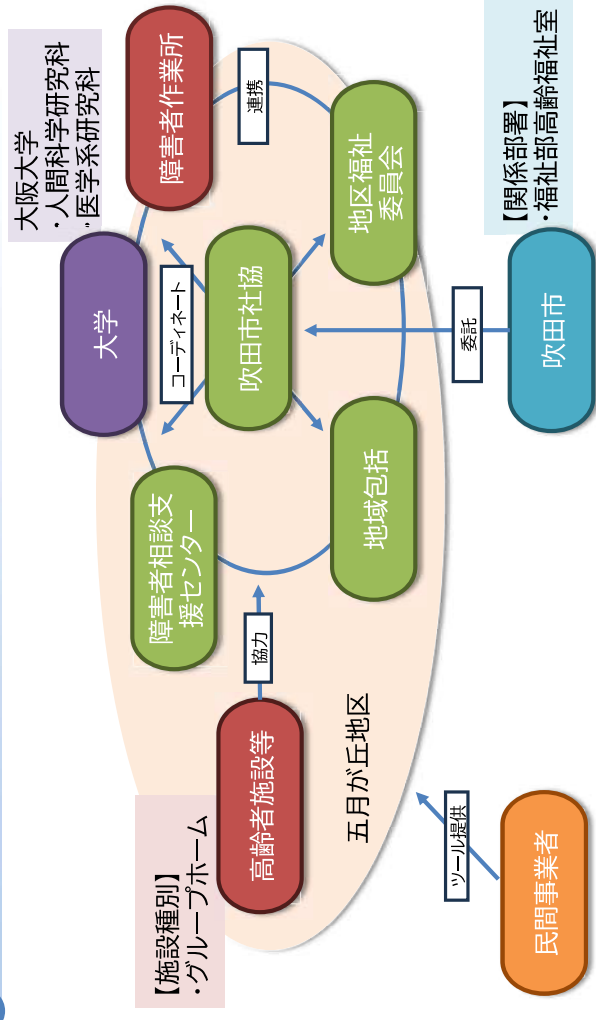 【施設種別】
・グループホーム
大阪大学
・人間科学研究科
・医学系研究科
大学
障害者相談支
援センター
障害者作業所
コーディネート
連携
高齢者施設等
協力
吹田市社協
地域包括
地区福祉
委員会
五月が丘地区
ツール提供
委託
民間事業者
吹田市
【関係部署】
・福祉部高齢福祉室